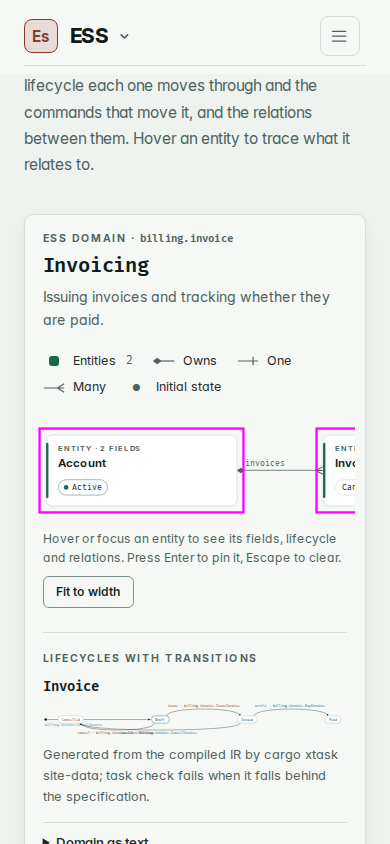 Es ESS
lifecycle each one moves through and the
commands that move it, and the relations
between them. Hover an entity to trace what it
relates to.
ESS DOMAIN · billing.invoice
Invoicing
Issuing invoices and tracking whether they
are paid.
Entities 2 Owns One
Many Initial state
ENTITY · 2 FIELDS
Account
Active
invoices
Hover or focus an entity to see its fields, lifecycle
and relations. Press Enter to pin it, Escape to clear.
Fit to width
LIFECYCLES WITH TRANSITIONS
Invoice
Cancelled Draft Issued Paid
Generated from the compiled IR by cargo xtask
site-data; task check fails when it falls behind
the specification.
Domain as text